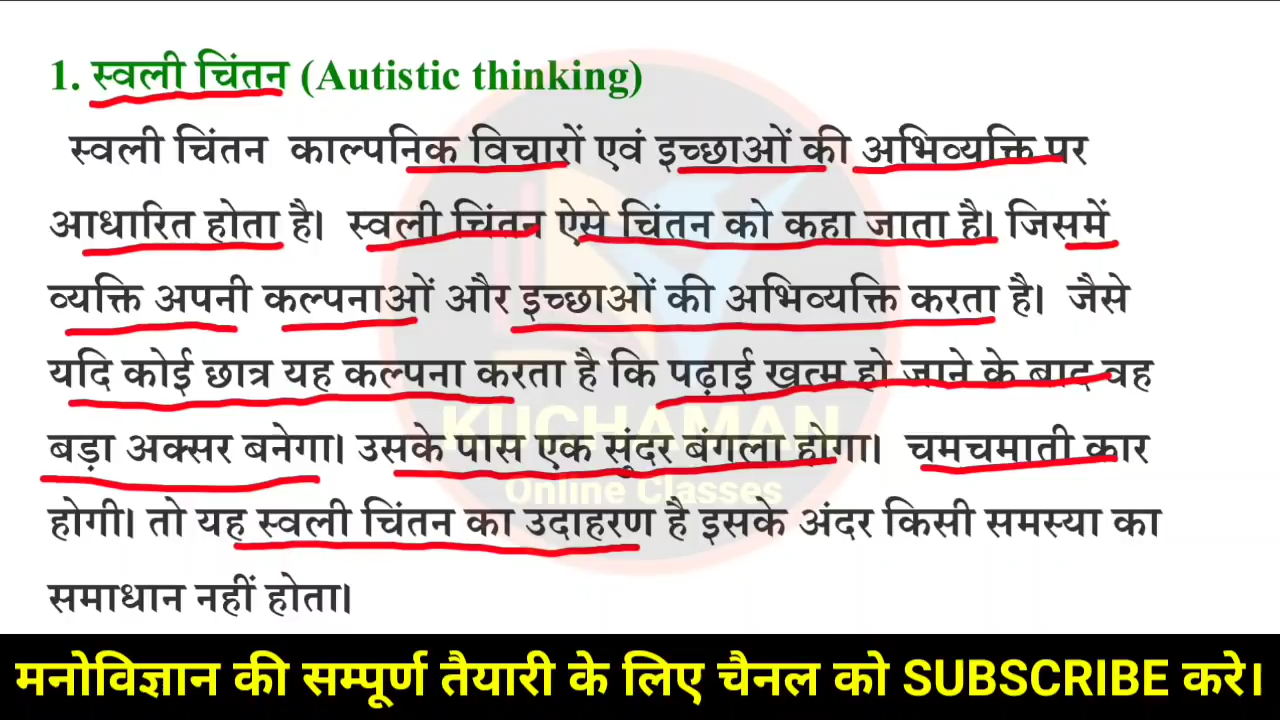 1. स्वली चिंतन (Autistic thinking)
स्वली चिंतन काल्पनिक विचारों एवं इच्छाओं की अभिव्यक्ति पर
आधारित होता है। स्वली चिंतन ऐसे चिंतन को कहा जाता है। जिसमें
व्यक्ति अपनी कल्पनाओं और इच्छाओं की अभिव्यक्ति करता है। जैसे
यदि कोई छात्र यह कल्पना करता है कि पढ़ाई खत्म हो जाने के बाद वह
बड़ा अक्सर बनेगा। उसके पास एक सुंदर बंगला होगा। चमचमाती कार
होगी। तो यह स्वली चिंतन का उदाहरण है इसके अंदर किसी समस्या का
समाधान नहीं होता।
KUCHAMAN
Online Classes
मनोविज्ञान की सम्पूर्ण तैयारी के लिए चैनल को SUBSCRIBE करे।